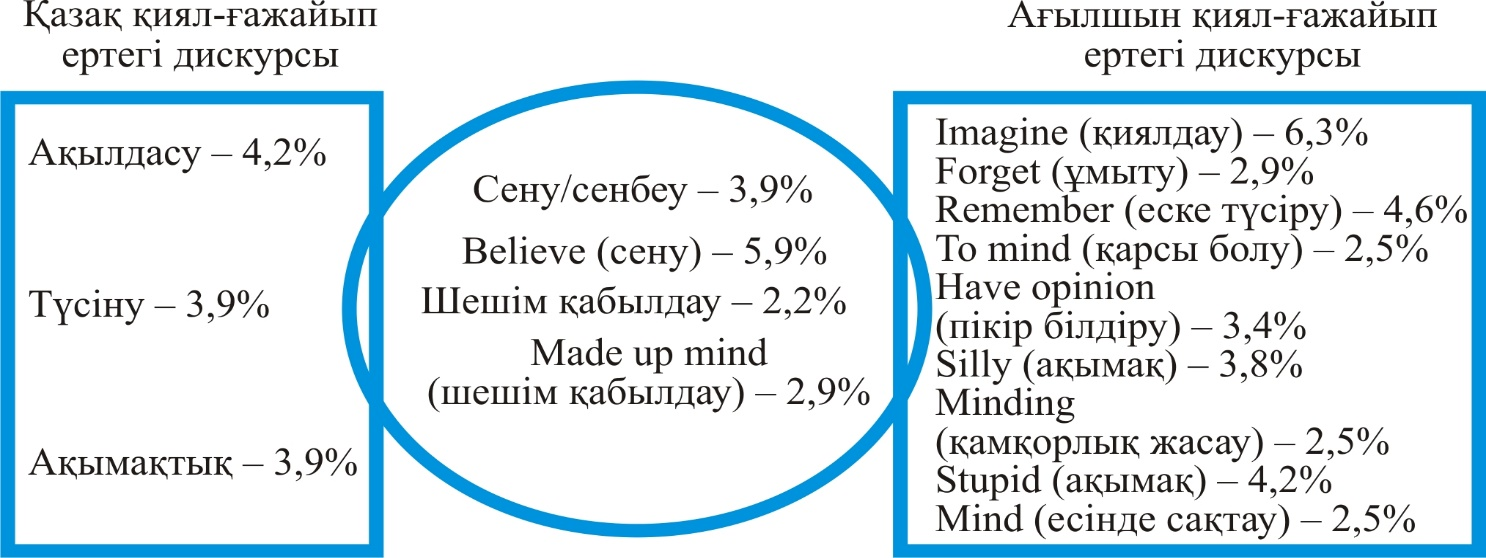 Қазақ қиял-ғажайып
ертегі дискурсы
Ақылдасу – 4,2%
Түсіну – 3,9%
Ақымақтық – 3,9%
Сену/сенбеу – 3,9%
Believe (сену) – 5,9%
Шешім қабылдау – 2,2%
Made up mind
(шешім қабылдау) – 2,9%
Ағылшын қиял-ғажайып
ертегі дискурсы
Imagine (қиялдау) – 6,3%
Forget (ұмыту) – 2,9%
Remember (еске түсіру) – 4,6%
To mind (қарсы болу) – 2,5%
Have opinion
(пікір білдіру) – 3,4%
Silly (ақымақ) – 3,8%
Minding
(қамқорлық жасау) – 2,5%
Stupid (ақымақ) – 4,2%
Mind (есінде сақтау) – 2,5%